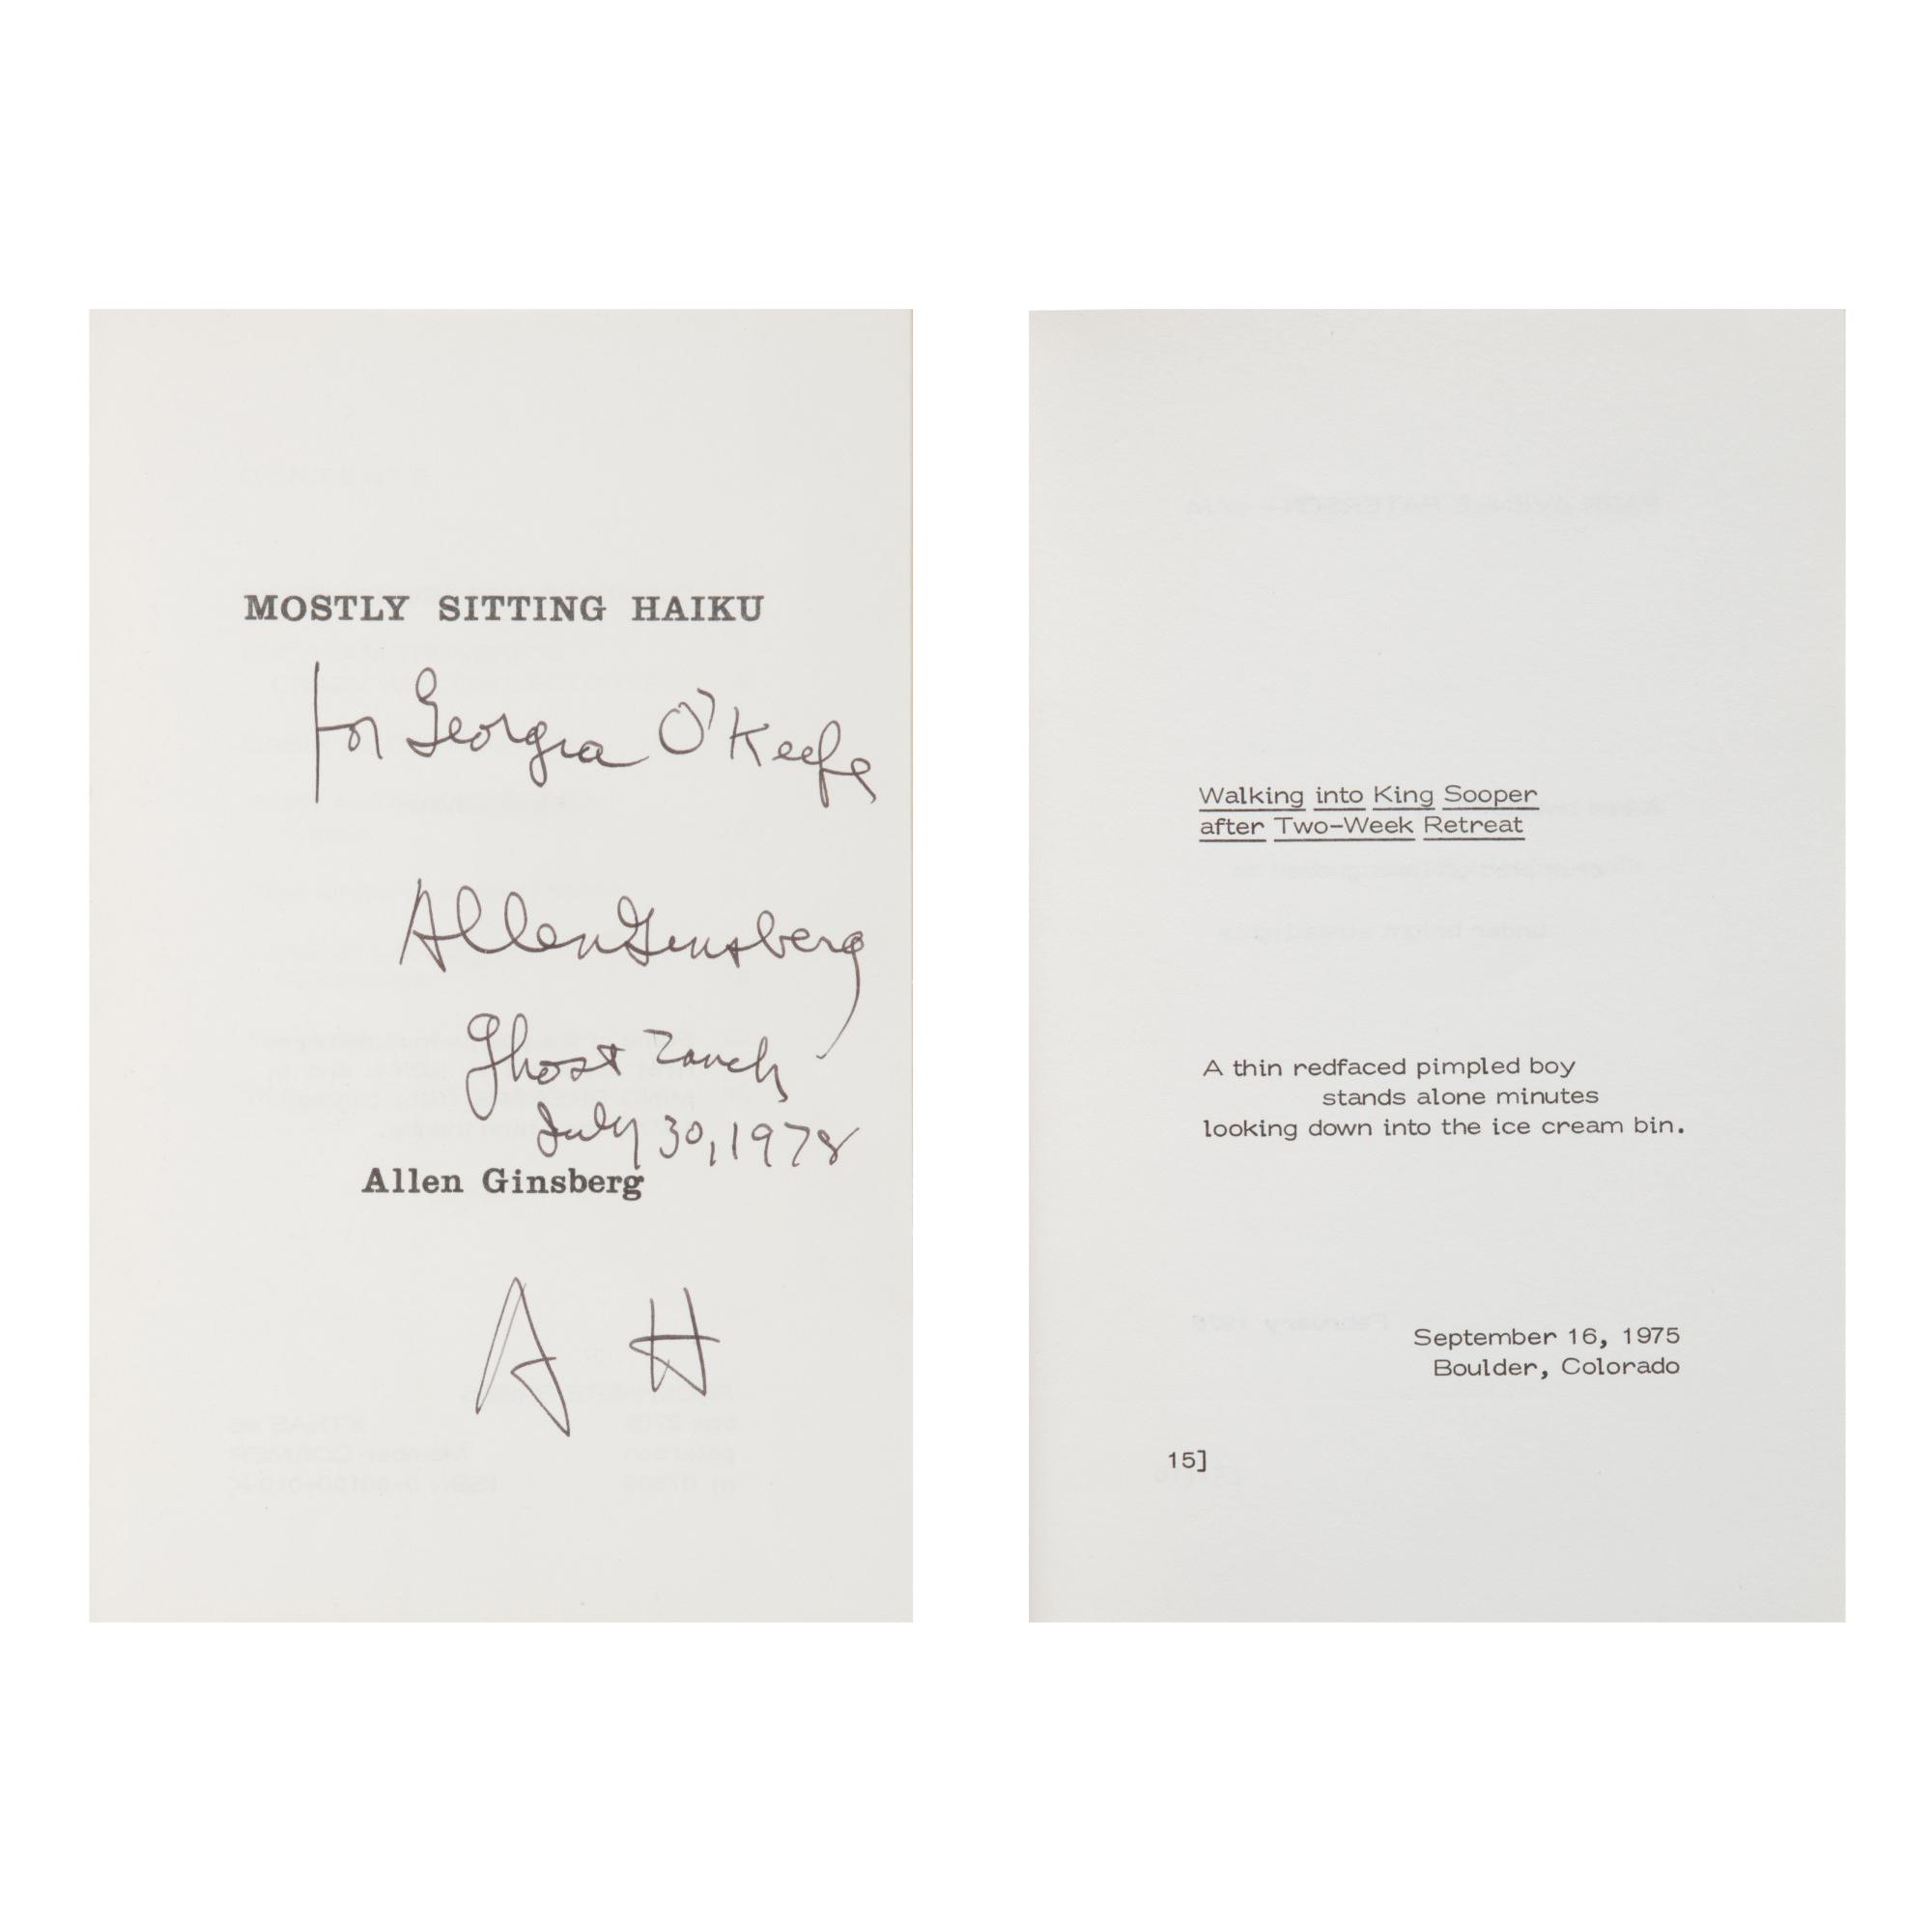 MOSTLY SITTING HAIKU
for Georgia O'Keefe
Allen Ginsberg
Ghost Ranch
July 30, 1978
Allen Ginsberg
A H
Walking into King Sooper
after Two-Week Retreat
A thin redfaced pimpled boy
stands alone minutes
looking down into the ice cream bin.
September 16, 1975
Boulder, Colorado
15]